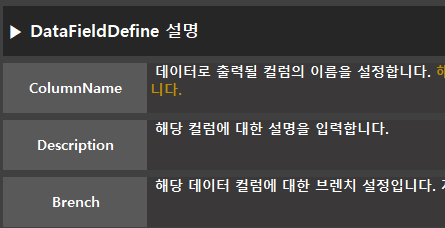 ▶ DataFieldDefine 설명
ColumnName
데이터로 출력될 컬럼의 이름을 설정합니다.
니다.
Description
해당 컬럼에 대한 설명을 입력합니다.
Brench
해당 데이터 컬럼에 대한 브렌치 설정입니다.